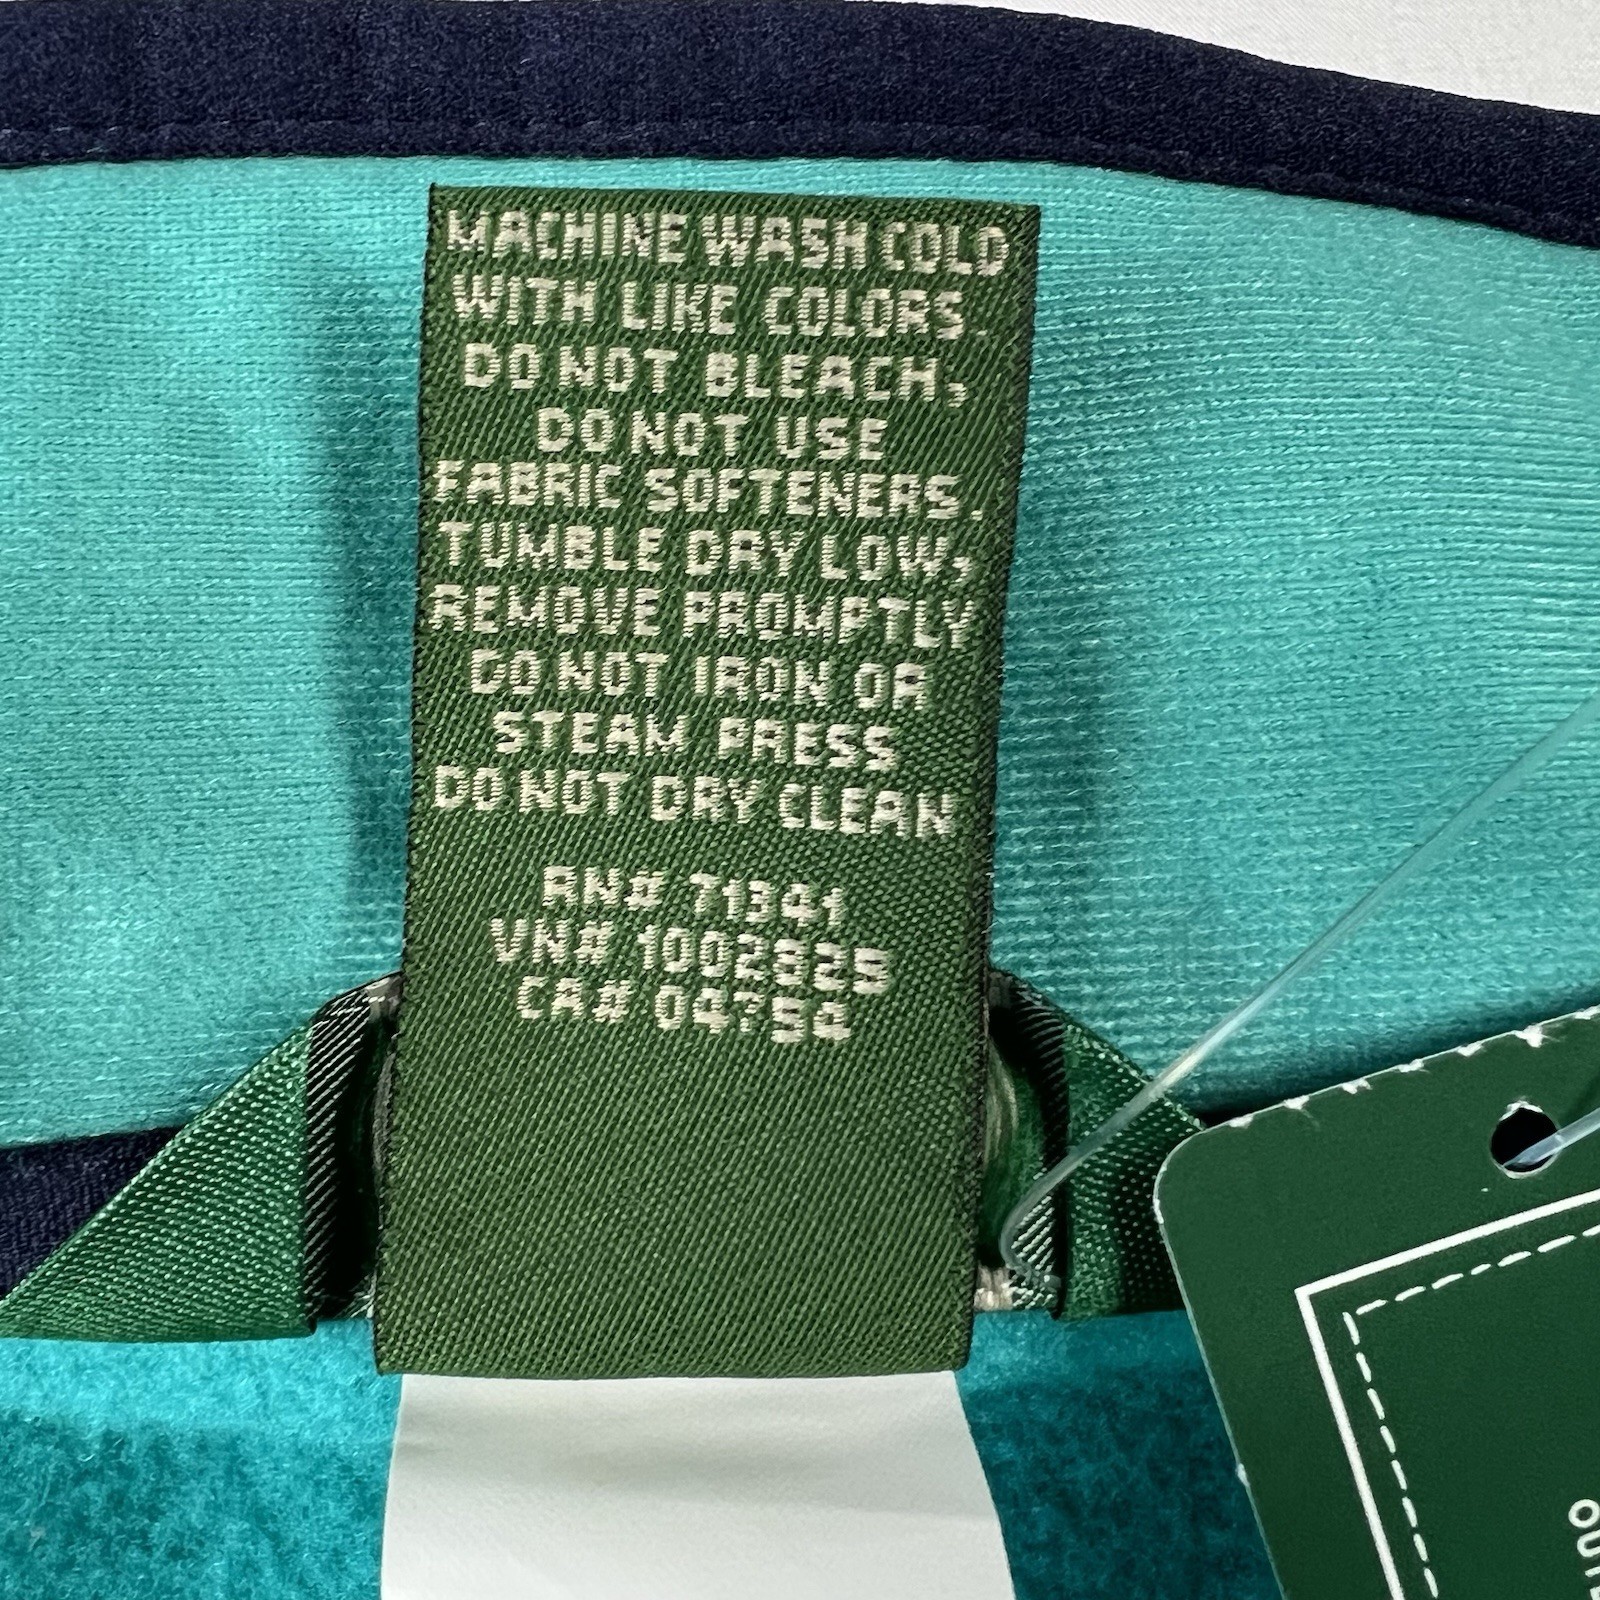 MACHINE WASH COLD
WITH LIKE COLORS.
DO NOT BLEACH,
DO NOT USE
FABRIC SOFTENERS.
TUMBLE DRY LOW,
REMOVE PROMPTLY
DO NOT IRON OR
STEAM PRESS
DO NOT DRY CLEAN
RN# 71341
VN# 1002825
CA# 04754